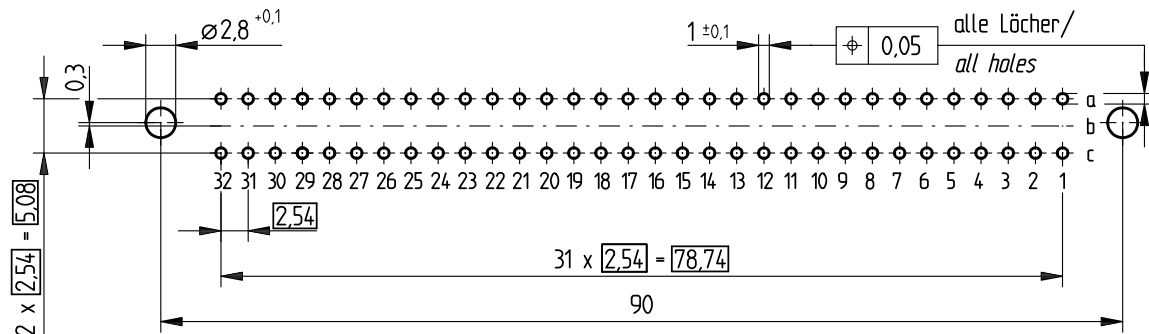 ⌀2,8 +0,1
1 ±0,1
⌖ 0,05
alle Löcher/
all holes
0,3
a
b
c
32 31 30 29 28 27 26 25 24 23 22 21 20 19 18 17 16 15 14 13 12 11 10 9 8 7 6 5 4 3 2 1
2,54
2 x 2,54 = 5,08
31 x 2,54 = 78,74
90